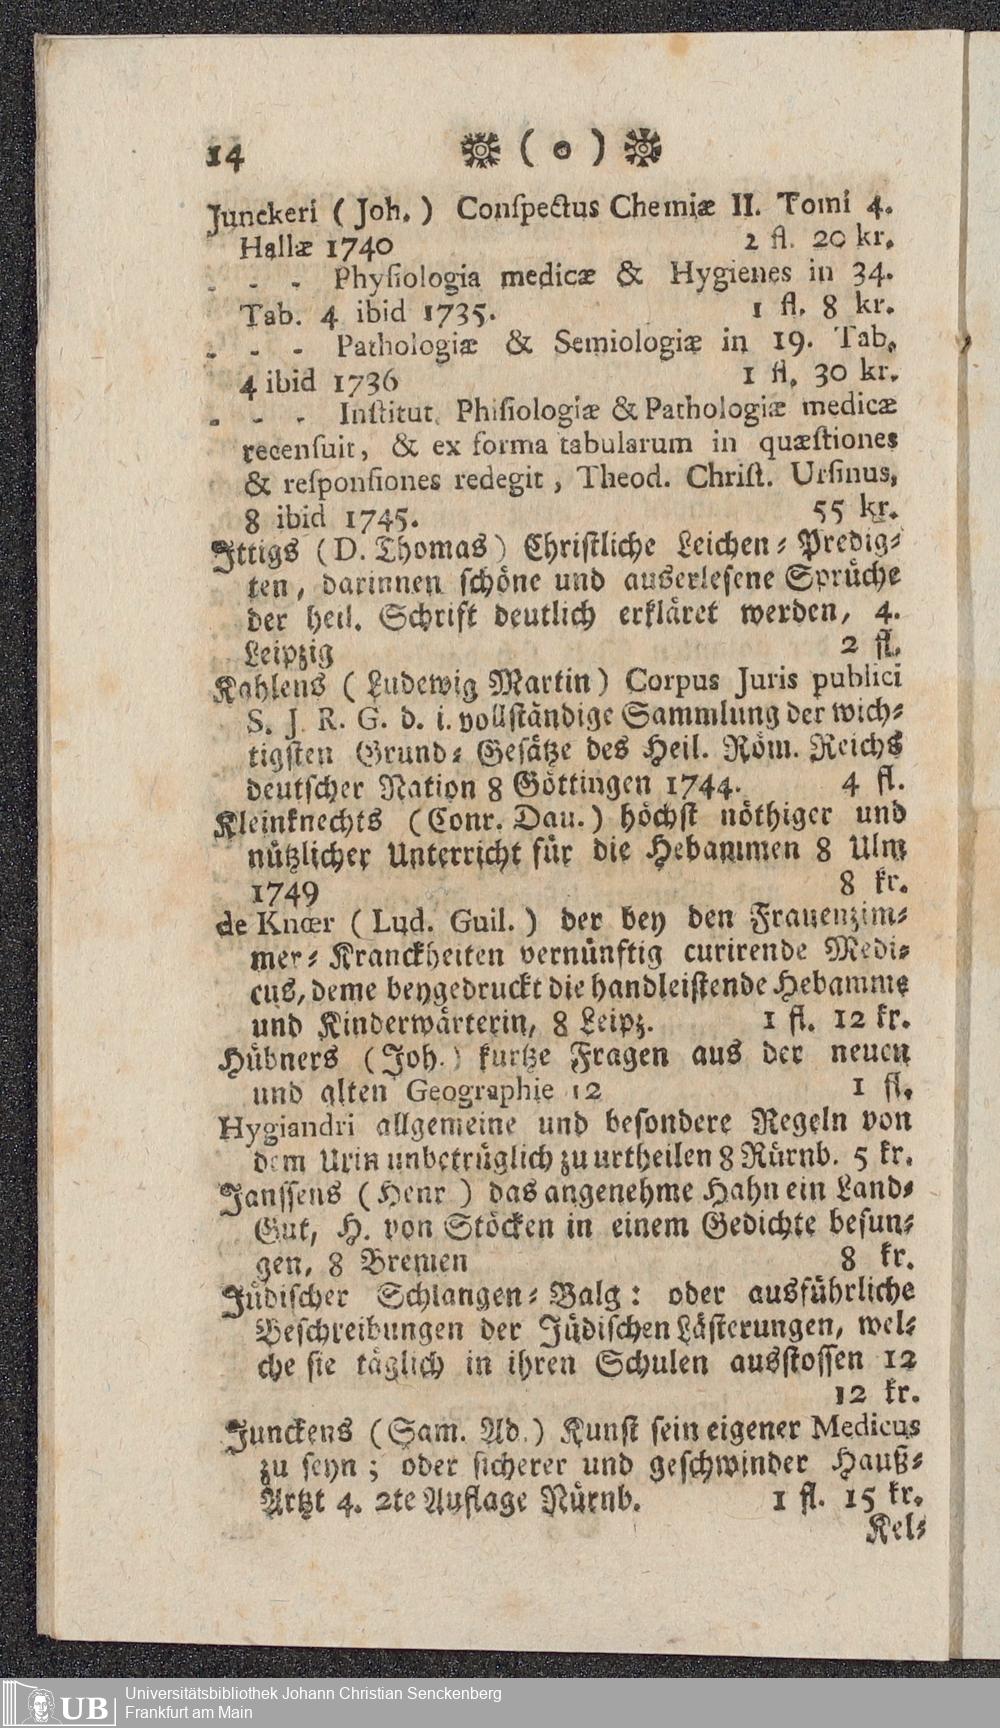 14 ( o )
Junckeri ( Joh. ) Conſpectus Chemiæ II. Tomi 4.
Hallæ 1740 2 fl. 20 kr.
- - - Phyſiologia medicæ & Hygienes in 34.
Tab. 4 ibid 1735. 1 fl. 8 kr.
- - - Pathologiæ & Semiologiæ in 19. Tab.
4 ibid 1736 1 fl. 30 kr.
- - - Inſtitut. Phiſiologiæ & Pathologiæ medicæ
recenſuit, & ex forma tabularum in quæſtiones
& reſponſiones redegit, Theod. Chriſt. Urſinus,
8 ibid 1745. 55 kr.
Ittigs (D. Thomas) Chriſtliche Leichen⸗Predig⸗
ten, darinnen ſchöne und auserleſene Sprüche
der heil. Schrift deutlich erkläret werden, 4.
Leipzig 2 fl.
Kahlens ( Ludewig Martin) Corpus Juris publici
S. J. R. G. d. i. vollſtändige Sammlung der wich⸗
tigſten Grund⸗Geſätze des Heil. Röm. Reichs
deutſcher Nation 8 Göttingen 1744. 4 fl.
Kleinknechts (Conr. Dau.) höchſt nöthiger und
nützlicher Unterricht für die Hebammen 8 Ulm
1749 8 kr.
de Knœr ( Lud. Guil. ) der bey den Frauenzim⸗
mer⸗Kranckheiten vernünftig curirende Medi⸗
cus, deme beygedruckt die handleiſtende Hebamme
und Kinderwärterin, 8 Leipz. 1 fl. 12 kr.
Hübners (Joh.) kurtze Fragen aus der neuen
und alten Geographie 12 1 fl.
Hygiandri allgemeine und beſondere Regeln von
dem Urin unbetrüglich zu urtheilen 8 Nürnb. 5 kr.
Janſſens (Henr ) das angenehme Hahn ein Land⸗
Gut, H. von Stöcken in einem Gedichte beſun⸗
gen, 8 Bremen 8 kr.
Jüdiſcher Schlangen⸗Balg: oder ausführliche
Beſchreibungen der Jüdiſchen Läſterungen, wel⸗
che ſie täglich in ihren Schulen ausſtoſſen 12
12 kr.
Junckens (Sam. Ad.) Kunſt ſein eigener Medicus
zu ſeyn; oder ſicherer und geſchwinder Hauß⸗
Artzt 4. 2te Auflage Nürnb. 1 fl. 15 kr.
Kel⸗
UB Universitätsbibliothek Johann Christian Senckenberg
Frankfurt am Main